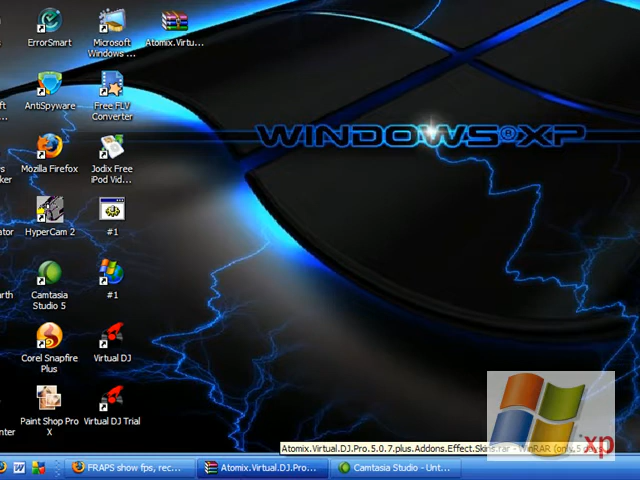 ErrorSmart
Microsoft
Windows ...
Atomix.Virtu...
AntiSpyware
Free FLV
Converter
WINDOWS® XP
Mozilla Firefox
Jodix Free
iPod Vid...
HyperCam 2
#1
Camtasia
Studio 5
#1
Corel Snapfire
Plus
Virtual DJ
Paint Shop Pro
X
Virtual DJ Trial
xp
Atomix.Virtual.DJ.Pro.5.0.7.plus.Addons.Effect.Skins.rar - WinRAR (only 5 days
FRAPS show fps, rec...
Atomix.Virtual.DJ.Pro...
Camtasia Studio - Unt...